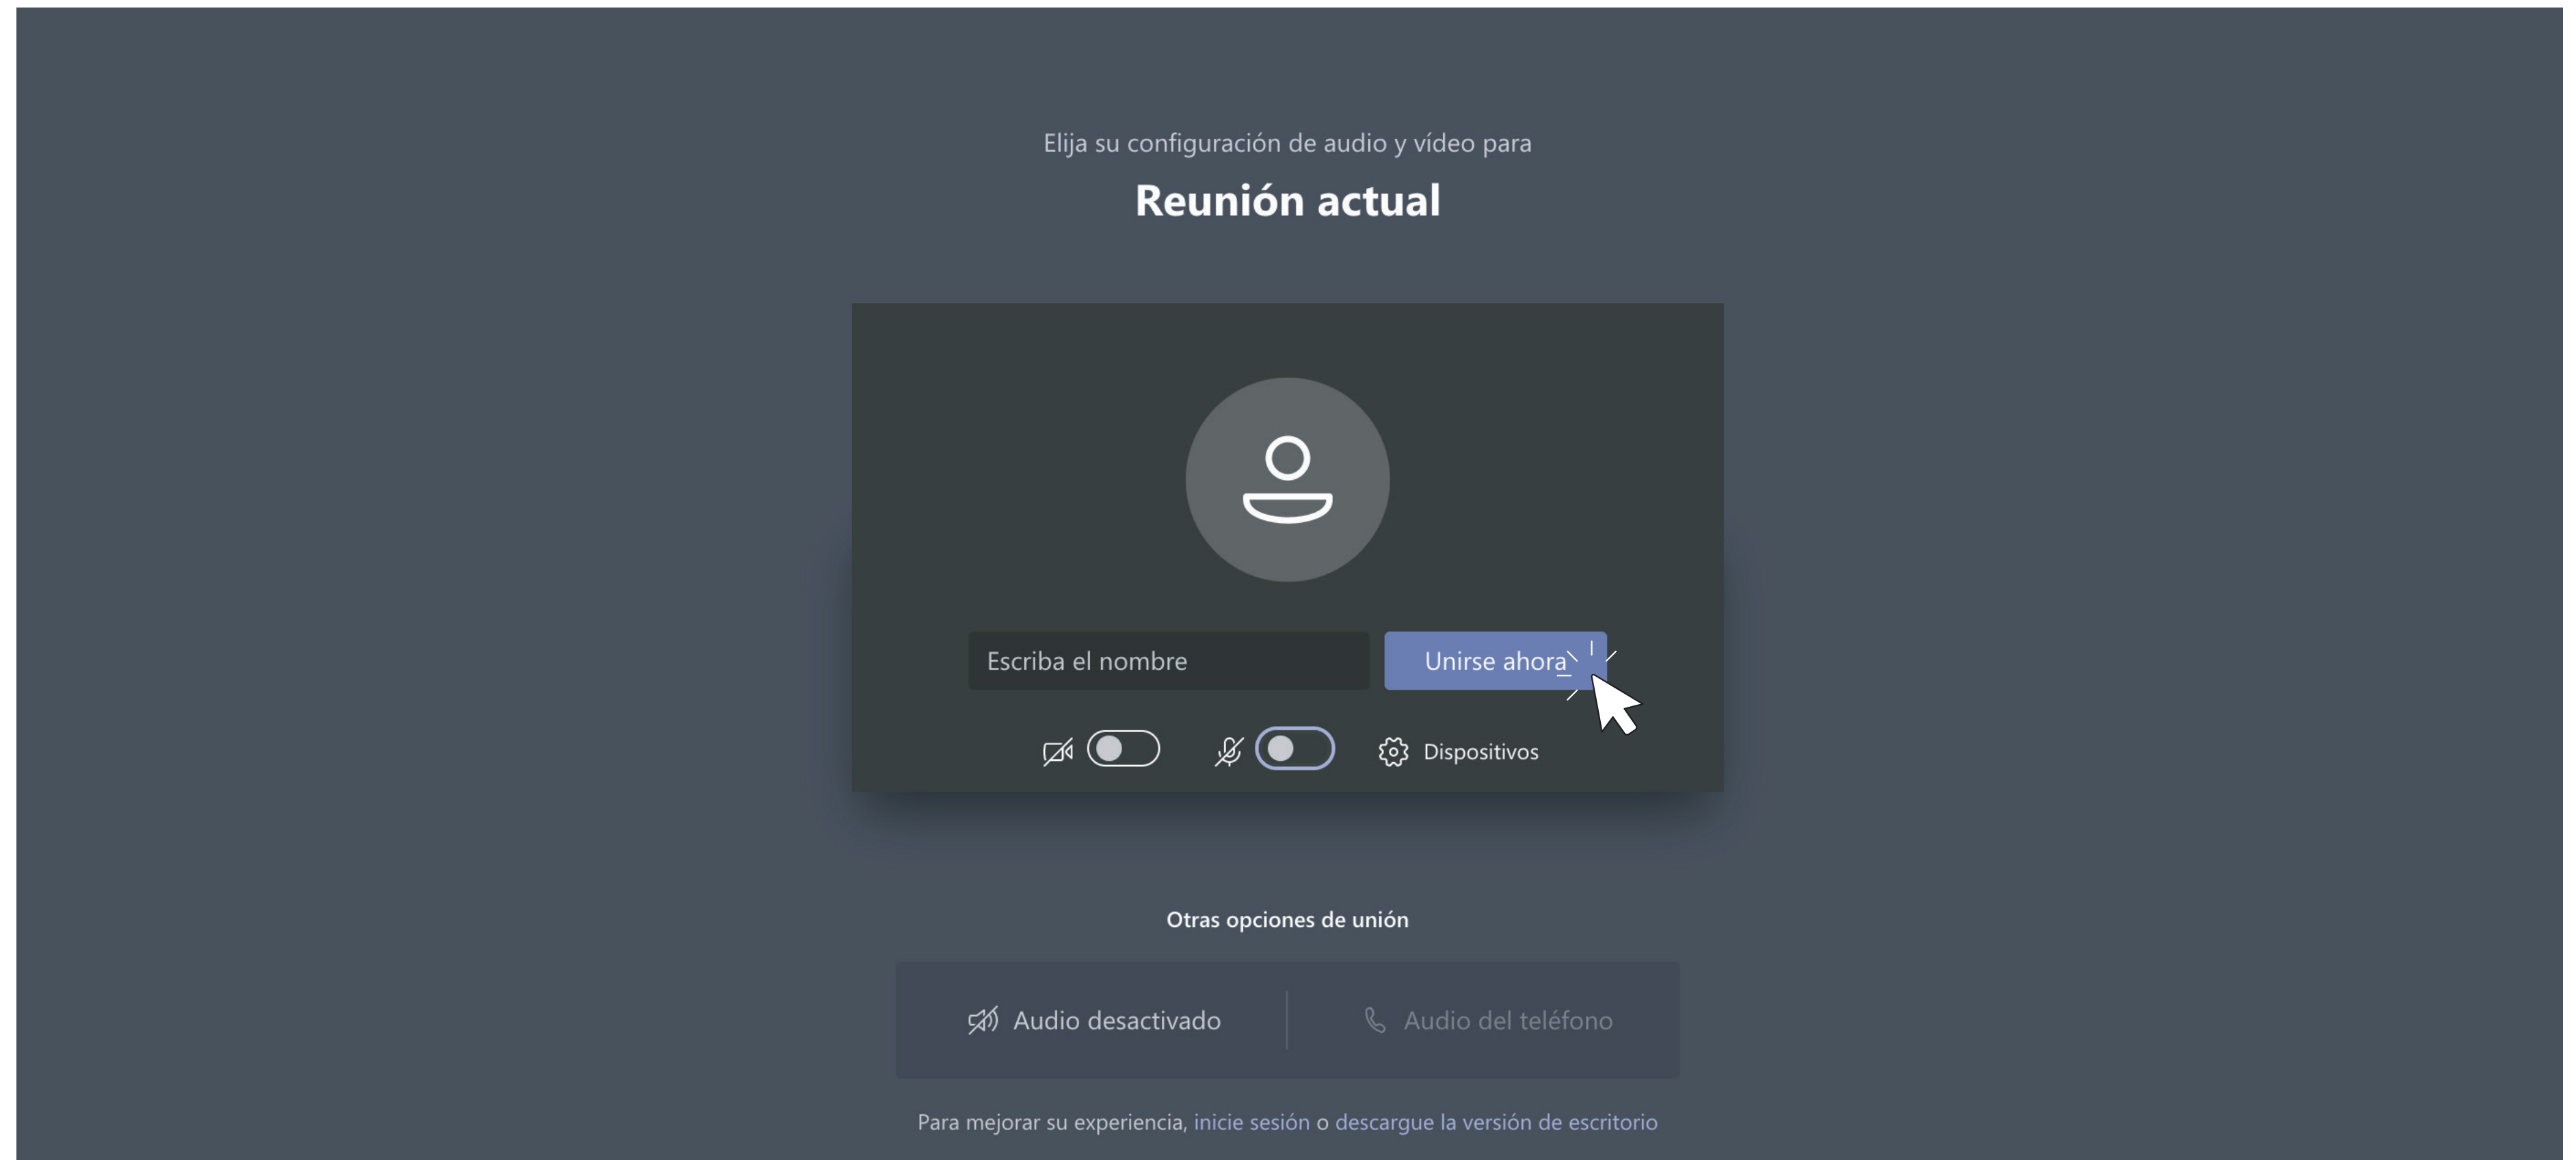 Elija su configuración de audio y vídeo para
Reunión actual
Escriba el nombre
Unirse ahora
Dispositivos
Otras opciones de unión
Audio desactivado
Audio del teléfono
Para mejorar su experiencia, inicie sesión o descargue la versión de escritorio